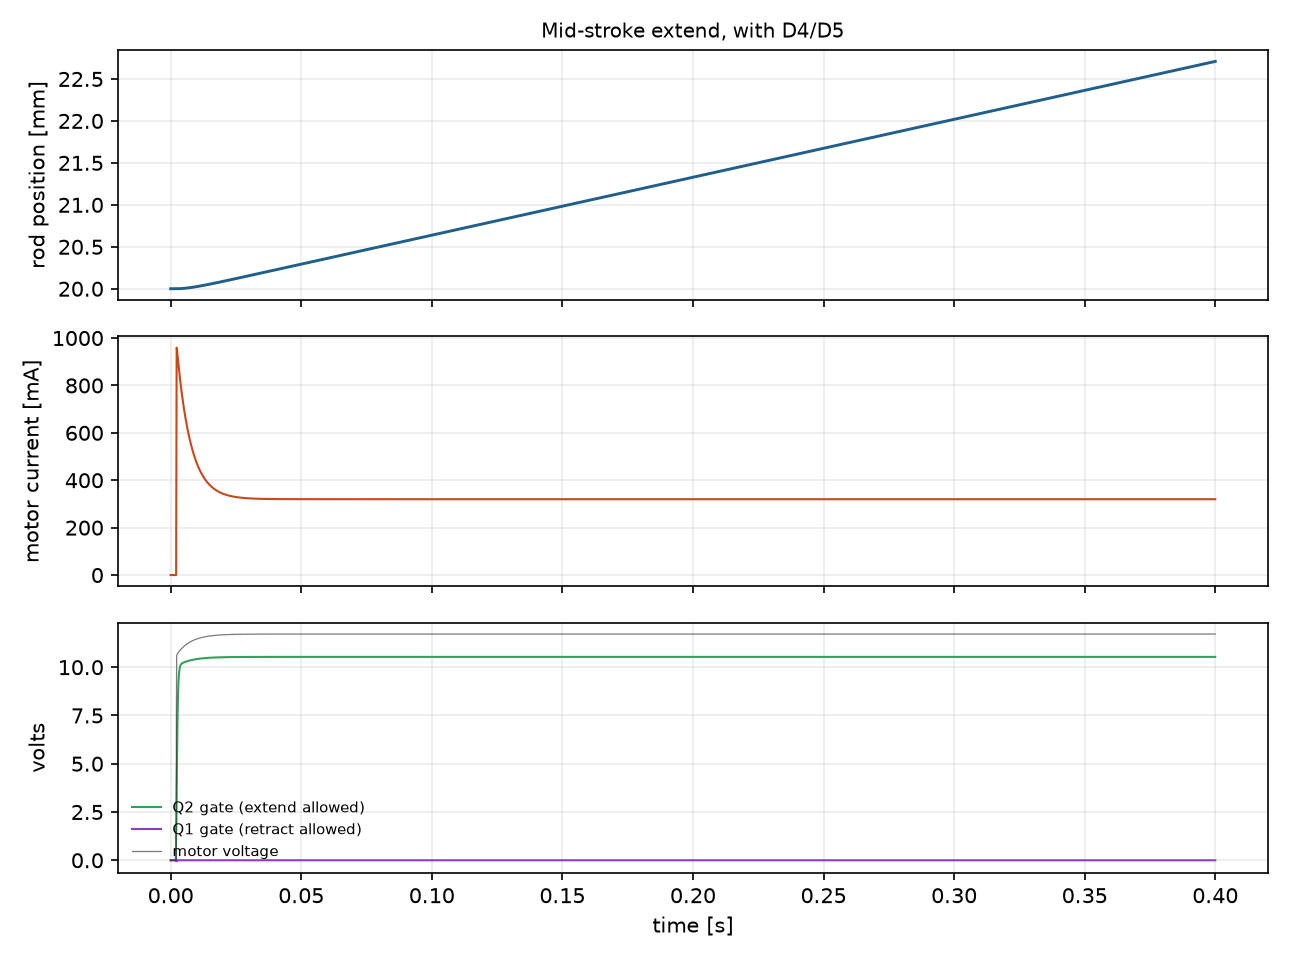 Mid-stroke extend, with D4/D5
rod position [mm]
22.5
22.0
21.5
21.0
20.5
20.0
motor current [mA]
1000
800
600
400
200
0
volts
10.0
7.5
5.0
2.5
0.0
Q2 gate (extend allowed)
Q1 gate (retract allowed)
motor voltage
0.00 0.05 0.10 0.15 0.20 0.25 0.30 0.35 0.40
time [s]